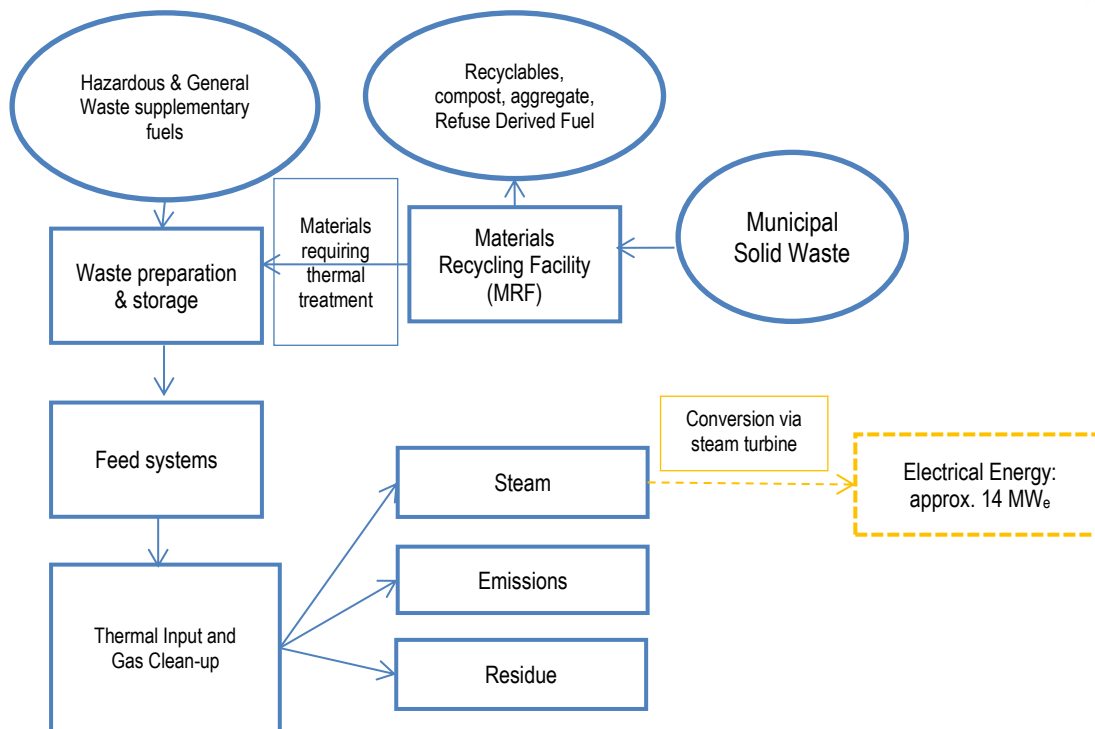 Hazardous & General
Waste supplementary
fuels
Recyclables,
compost, aggregate,
Refuse Derived Fuel
Municipal
Solid Waste
Materials
requiring
thermal
treatment
Materials
Recycling Facility
(MRF)
Waste preparation
& storage
Feed systems
Steam
Conversion via
steam turbine
Electrical Energy:
approx. 14 MWₑ
Emissions
Thermal Input and
Gas Clean-up
Residue